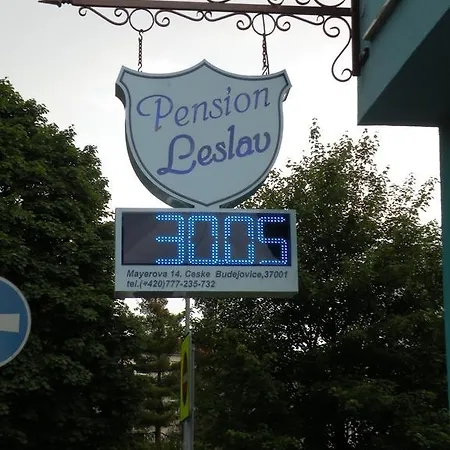 Pension
Leslav
30.05
Mayerova 14, Ceske Budejovice,37001
tel.(+420)777-235-732